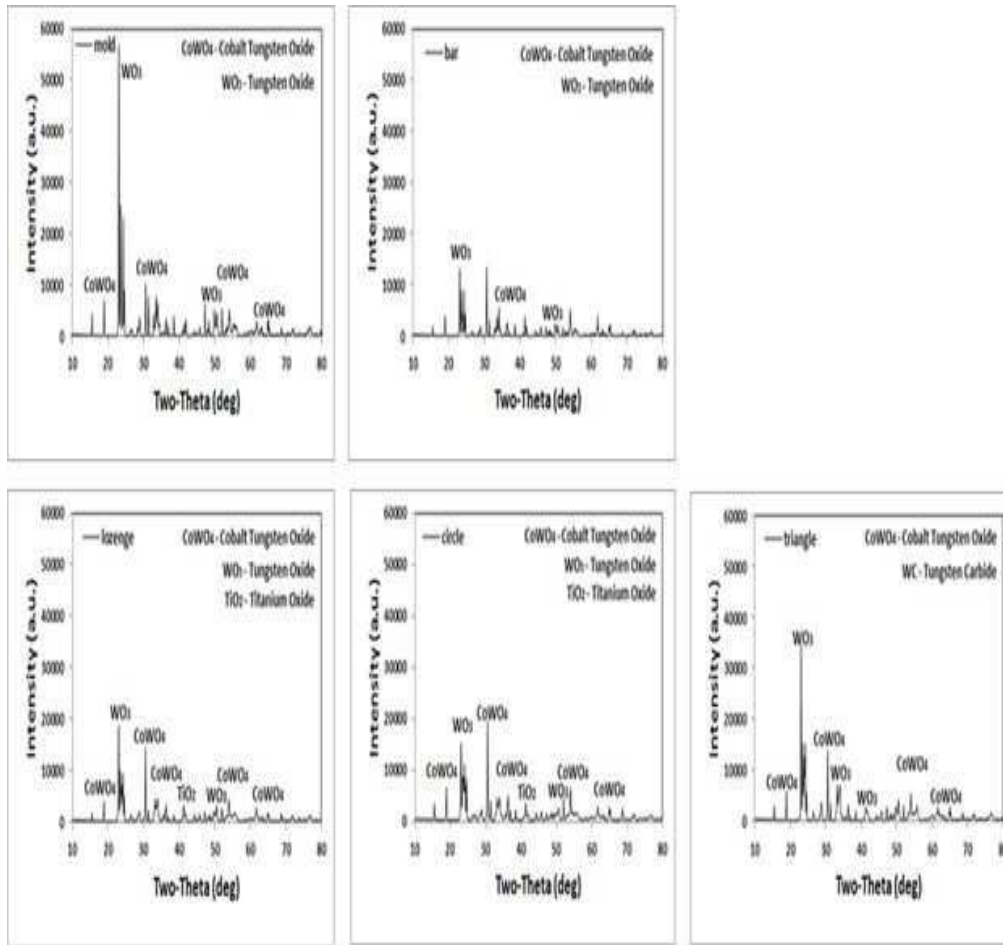 60000
50000
40000
30000
20000
10000
0
Intensity (a.u.)
mold
CoWO₄ - Cobalt Tungsten Oxide
WO₃ - Tungsten Oxide
WO₃
CoWO₄
CoWO₄
WO₃
CoWO₄
CoWO₄
10 20 30 40 50 60 70 80
Two-Theta (deg)
60000
50000
40000
30000
20000
10000
0
Intensity (a.u.)
bar
CoWO₄ - Cobalt Tungsten Oxide
WO₃ - Tungsten Oxide
WO₃
CoWO₄
WO₃
10 20 30 40 50 60 70 80
Two-Theta (deg)
60000
50000
40000
30000
20000
10000
0
Intensity (a.u.)
lozenge
CoWO₄ - Cobalt Tungsten Oxide
WO₃ - Tungsten Oxide
TiO₂ - Titanium Oxide
WO₃
CoWO₄
CoWO₄
CoWO₄
TiO₂
WO₃
CoWO₄
CoWO₄
10 20 30 40 50 60 70 80
Two-Theta (deg)
60000
50000
40000
30000
20000
10000
0
Intensity (a.u.)
circle
CoWO₄ - Cobalt Tungsten Oxide
WO₃ - Tungsten Oxide
TiO₂ - Titanium Oxide
CoWO₄
WO₃
CoWO₄
CoWO₄
TiO₂
WO₃
CoWO₄
CoWO₄
10 20 30 40 50 60 70 80
Two-Theta (deg)
60000
50000
40000
30000
20000
10000
0
Intensity (a.u.)
triangle
CoWO₄ - Cobalt Tungsten Oxide
WC - Tungsten Carbide
WO₃
CoWO₄
CoWO₄
WO₃
WO₃
CoWO₄
CoWO₄
10 20 30 40 50 60 70 80
Two-Theta (deg)